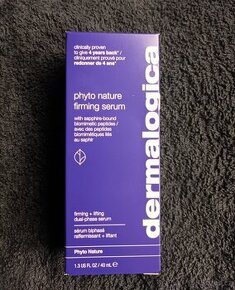 clinically proven
to give 4 years back* /
cliniquement prouvé pour
redonner de 4 ans*
phyto nature
firming serum
with sapphire-bound
biomimetic peptides /
avec des peptides
biomimétiques liés
au saphir
firming + lifting
dual-phase serum
sérum biphasé
raffermissant + liftant
Phyto Nature
1.3 US FL OZ / 40 mL e
dermalogica